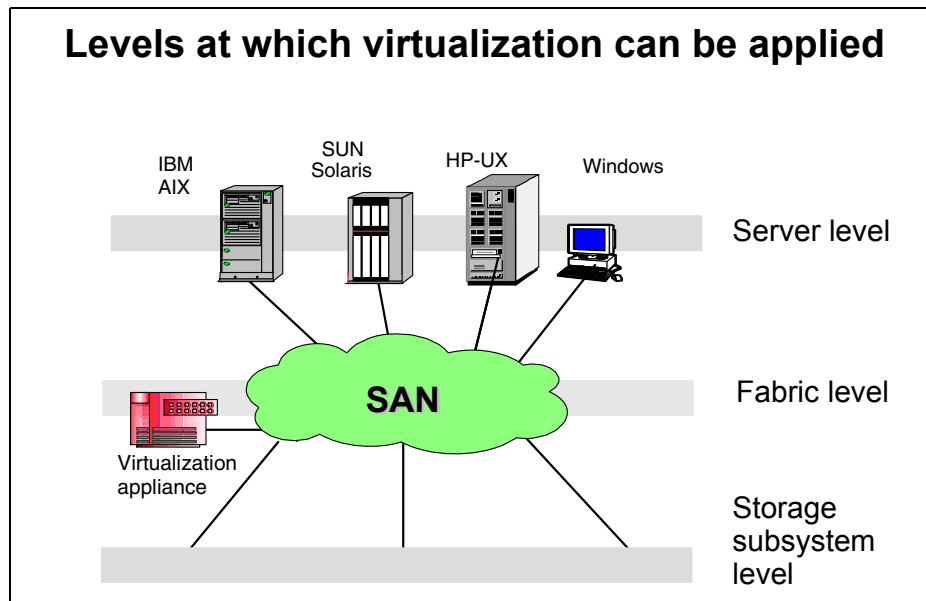 Levels at which virtualization can be applied
IBM
AIX
SUN
Solaris
HP-UX
Windows
Server level
SAN
Fabric level
Virtualization
appliance
Storage
subsystem
level